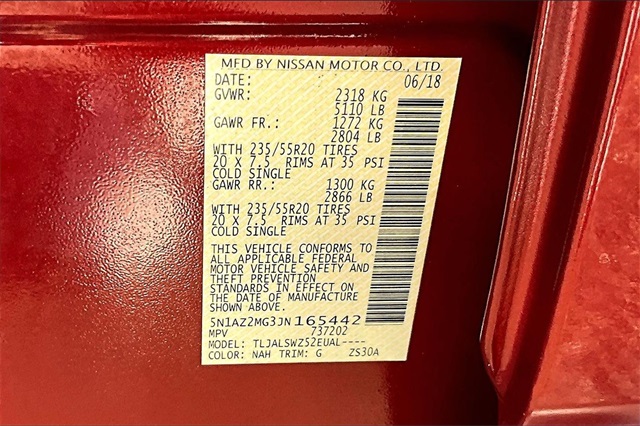 MFD BY NISSAN MOTOR CO., LTD.
DATE: 06/18
GVWR: 2318 KG
5110 LB
GAWR FR.: 1272 KG
2804 LB
WITH 235/55R20 TIRES
20 X 7.5 RIMS AT 35 PSI
COLD SINGLE
GAWR RR.: 1300 KG
2866 LB
WITH 235/55R20 TIRES
20 X 7.5 RIMS AT 35 PSI
COLD SINGLE
THIS VEHICLE CONFORMS TO
ALL APPLICABLE FEDERAL
MOTOR VEHICLE SAFETY AND
THEFT PREVENTION
STANDARDS IN EFFECT ON
THE DATE OF MANUFACTURE
SHOWN ABOVE.
5N1AZ2MG3JN165442
MPV 737202
MODEL: TLJALSWZ52EUAL----
COLOR: NAH TRIM: G ZS30A